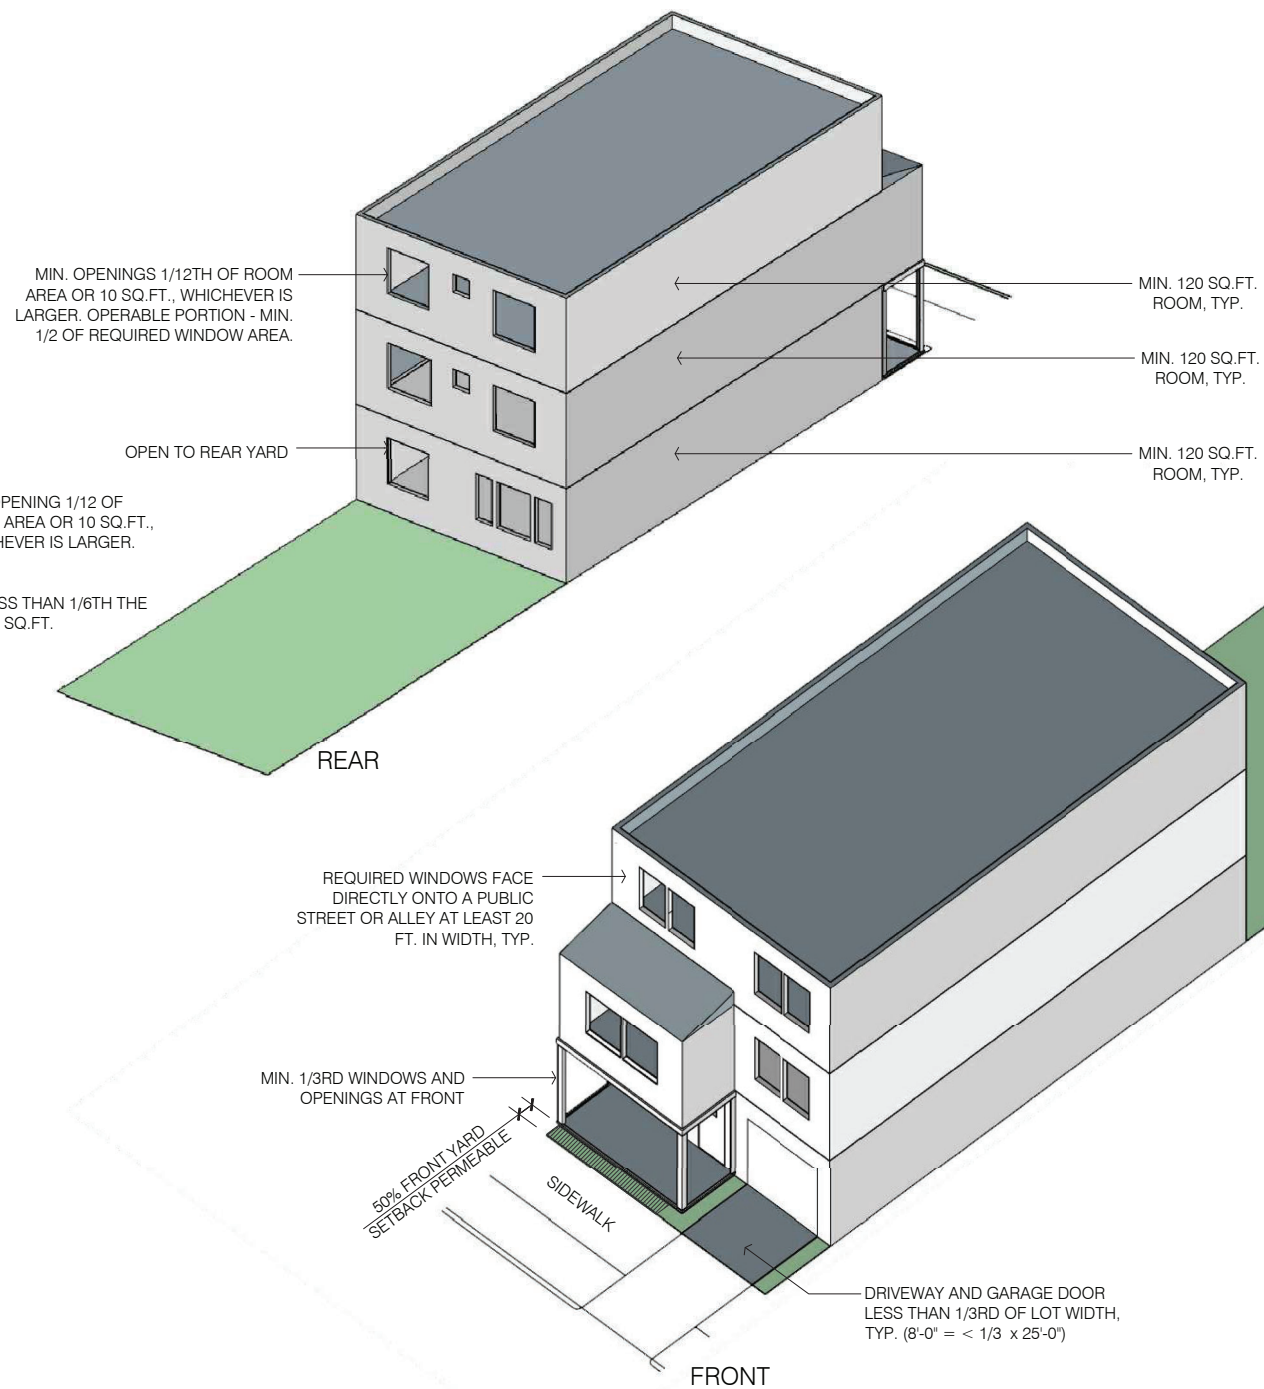 MIN. OPENINGS 1/12TH OF ROOM
AREA OR 10 SQ.FT., WHICHEVER IS
LARGER. OPERABLE PORTION - MIN.
1/2 OF REQUIRED WINDOW AREA.
MIN. 120 SQ.FT.
ROOM, TYP.
MIN. 120 SQ.FT.
ROOM, TYP.
OPEN TO REAR YARD
MIN. 120 SQ.FT.
ROOM, TYP.
PENING 1/12 OF
AREA OR 10 SQ.FT.,
HEVER IS LARGER.
SS THAN 1/6TH THE
SQ.FT.
REAR
REQUIRED WINDOWS FACE
DIRECTLY ONTO A PUBLIC
STREET OR ALLEY AT LEAST 20
FT. IN WIDTH, TYP.
MIN. 1/3RD WINDOWS AND
OPENINGS AT FRONT
50% FRONT YARD
SETBACK PERMEABLE
SIDEWALK
DRIVEWAY AND GARAGE DOOR
LESS THAN 1/3RD OF LOT WIDTH,
TYP. (8'-0" = < 1/3 x 25'-0")
FRONT